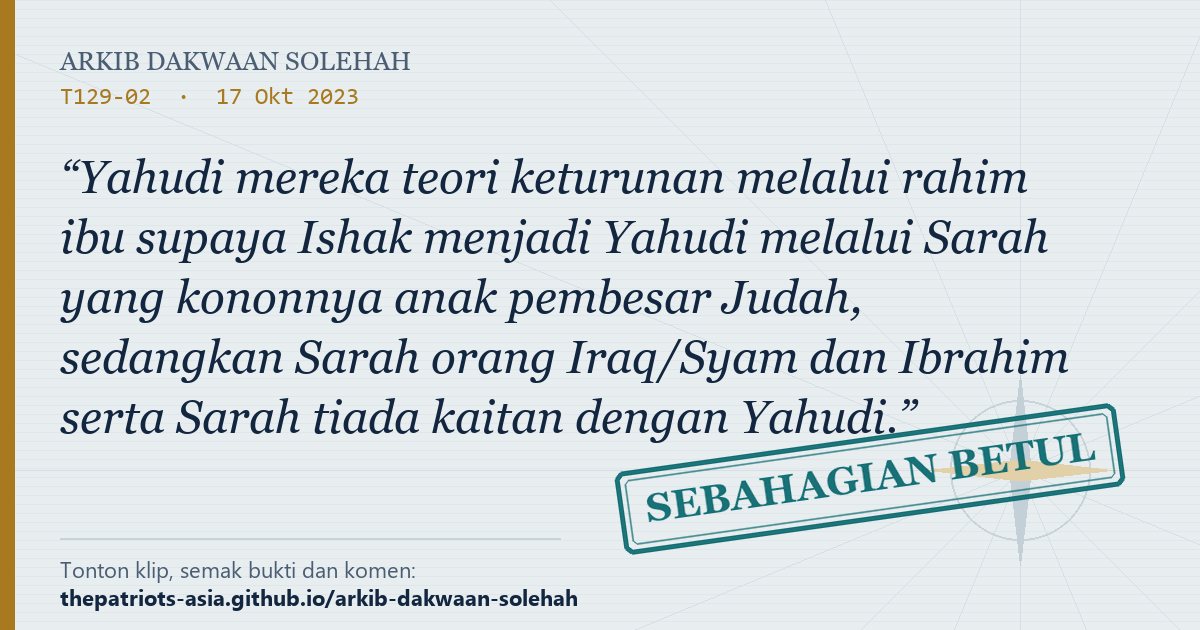 ARKIB DAKWAAN SOLEHAH
T129-02 · 17 Okt 2023
“Yahudi mereka teori keturunan melalui rahim
ibu supaya Ishak menjadi Yahudi melalui Sarah
yang kononnya anak pembesar Judah,
sedangkan Sarah orang Iraq/Syam dan Ibrahim
serta Sarah tiada kaitan dengan Yahudi.”
SEBAHAGIAN BETUL
Tonton klip, semak bukti dan komen:
thepatriots-asia.github.io/arkib-dakwaan-solehah